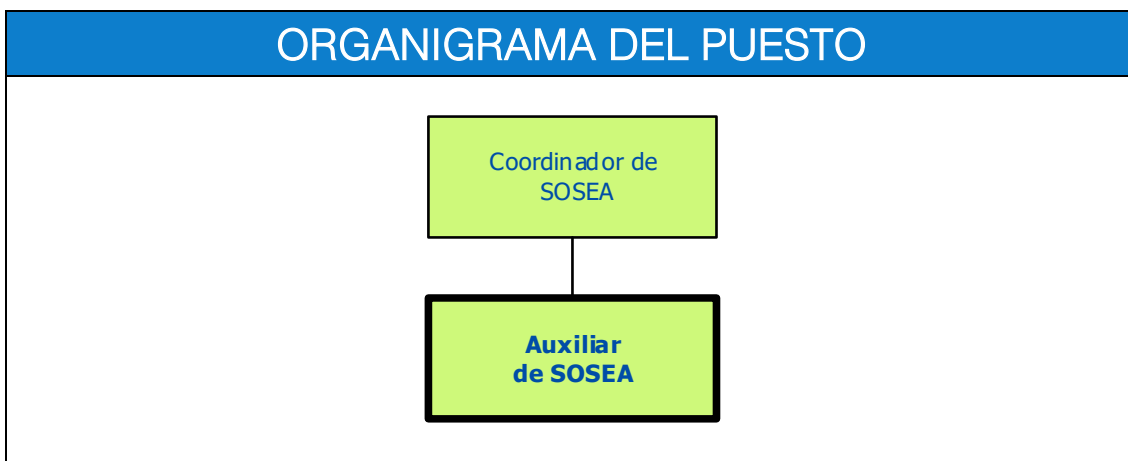 ORGANIGRAMA DEL PUESTO
Coordinador de
SOSEA
Auxiliar
de SOSEA